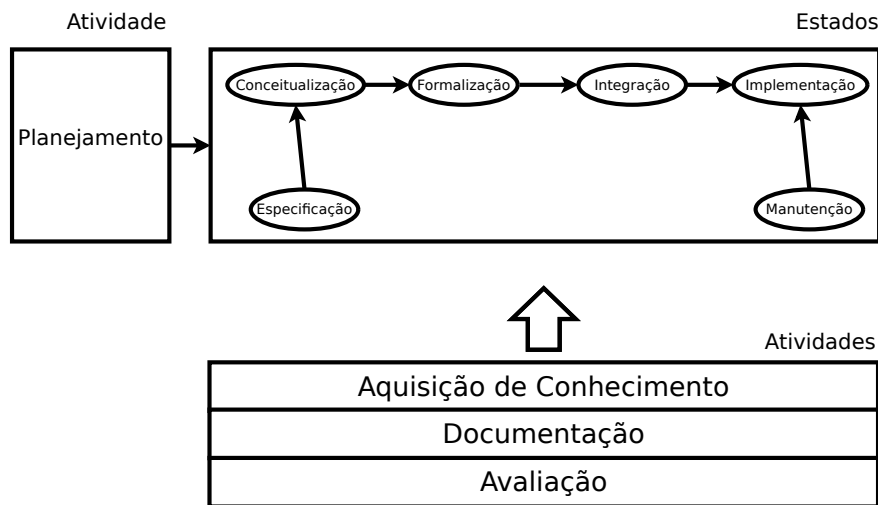 Atividade
Estados
Planejamento
Conceitualização
Formalização
Integração
Implementação
Especificação
Manutenção
Atividades
Aquisição de Conhecimento
Documentação
Avaliação